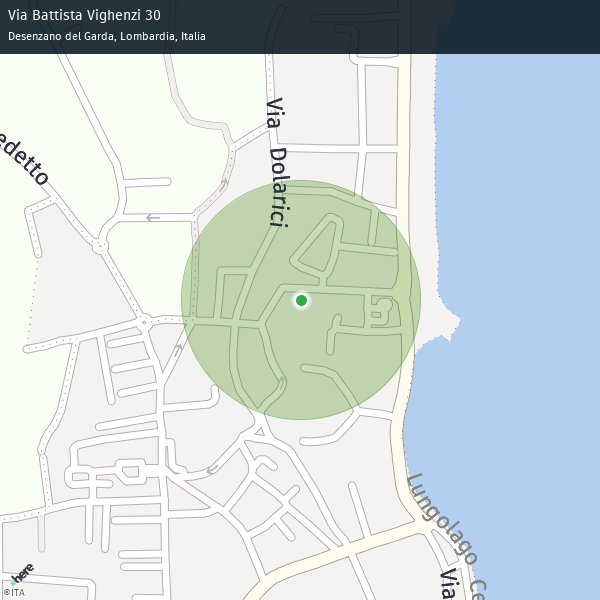 Via Battista Vighenzi 30
Desenzano del Garda, Lombardia, Italia
edetto
Via Dolarici
Lungolago Ce
Via
here
©ITA